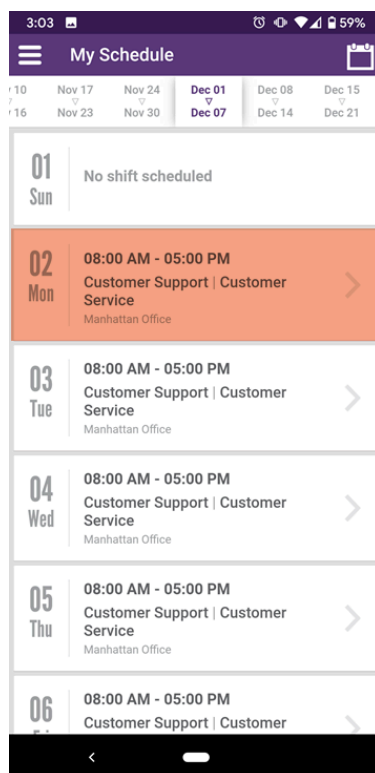 3:03 59%
My Schedule
10 Nov 17 Nov 24 Dec 01 Dec 08 Dec 15
16 Nov 23 Nov 30 Dec 07 Dec 14 Dec 21
01
Sun
No shift scheduled
02
Mon
08:00 AM - 05:00 PM
Customer Support | Customer
Service
Manhattan Office
03
Tue
08:00 AM - 05:00 PM
Customer Support | Customer
Service
Manhattan Office
04
Wed
08:00 AM - 05:00 PM
Customer Support | Customer
Service
Manhattan Office
05
Thu
08:00 AM - 05:00 PM
Customer Support | Customer
Service
Manhattan Office
06
08:00 AM - 05:00 PM
Customer Support | Customer